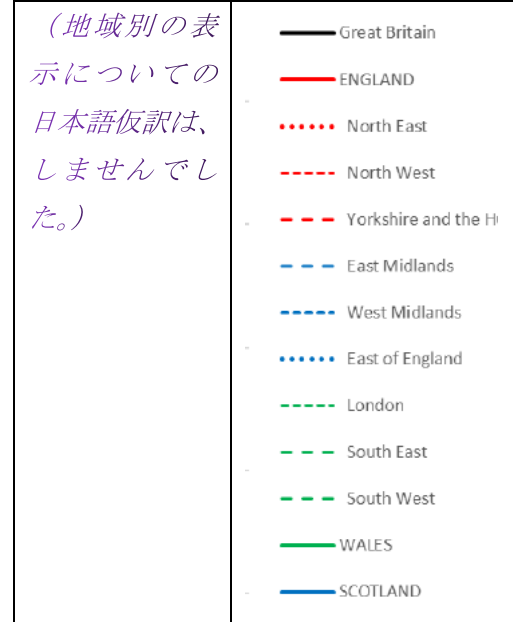 （地域別の表
示についての
日本語仮訳は、
しませんでし
た。）
Great Britain
ENGLAND
North East
North West
Yorkshire and the
East Midlands
West Midlands
East of England
London
South East
South West
WALES
SCOTLAND